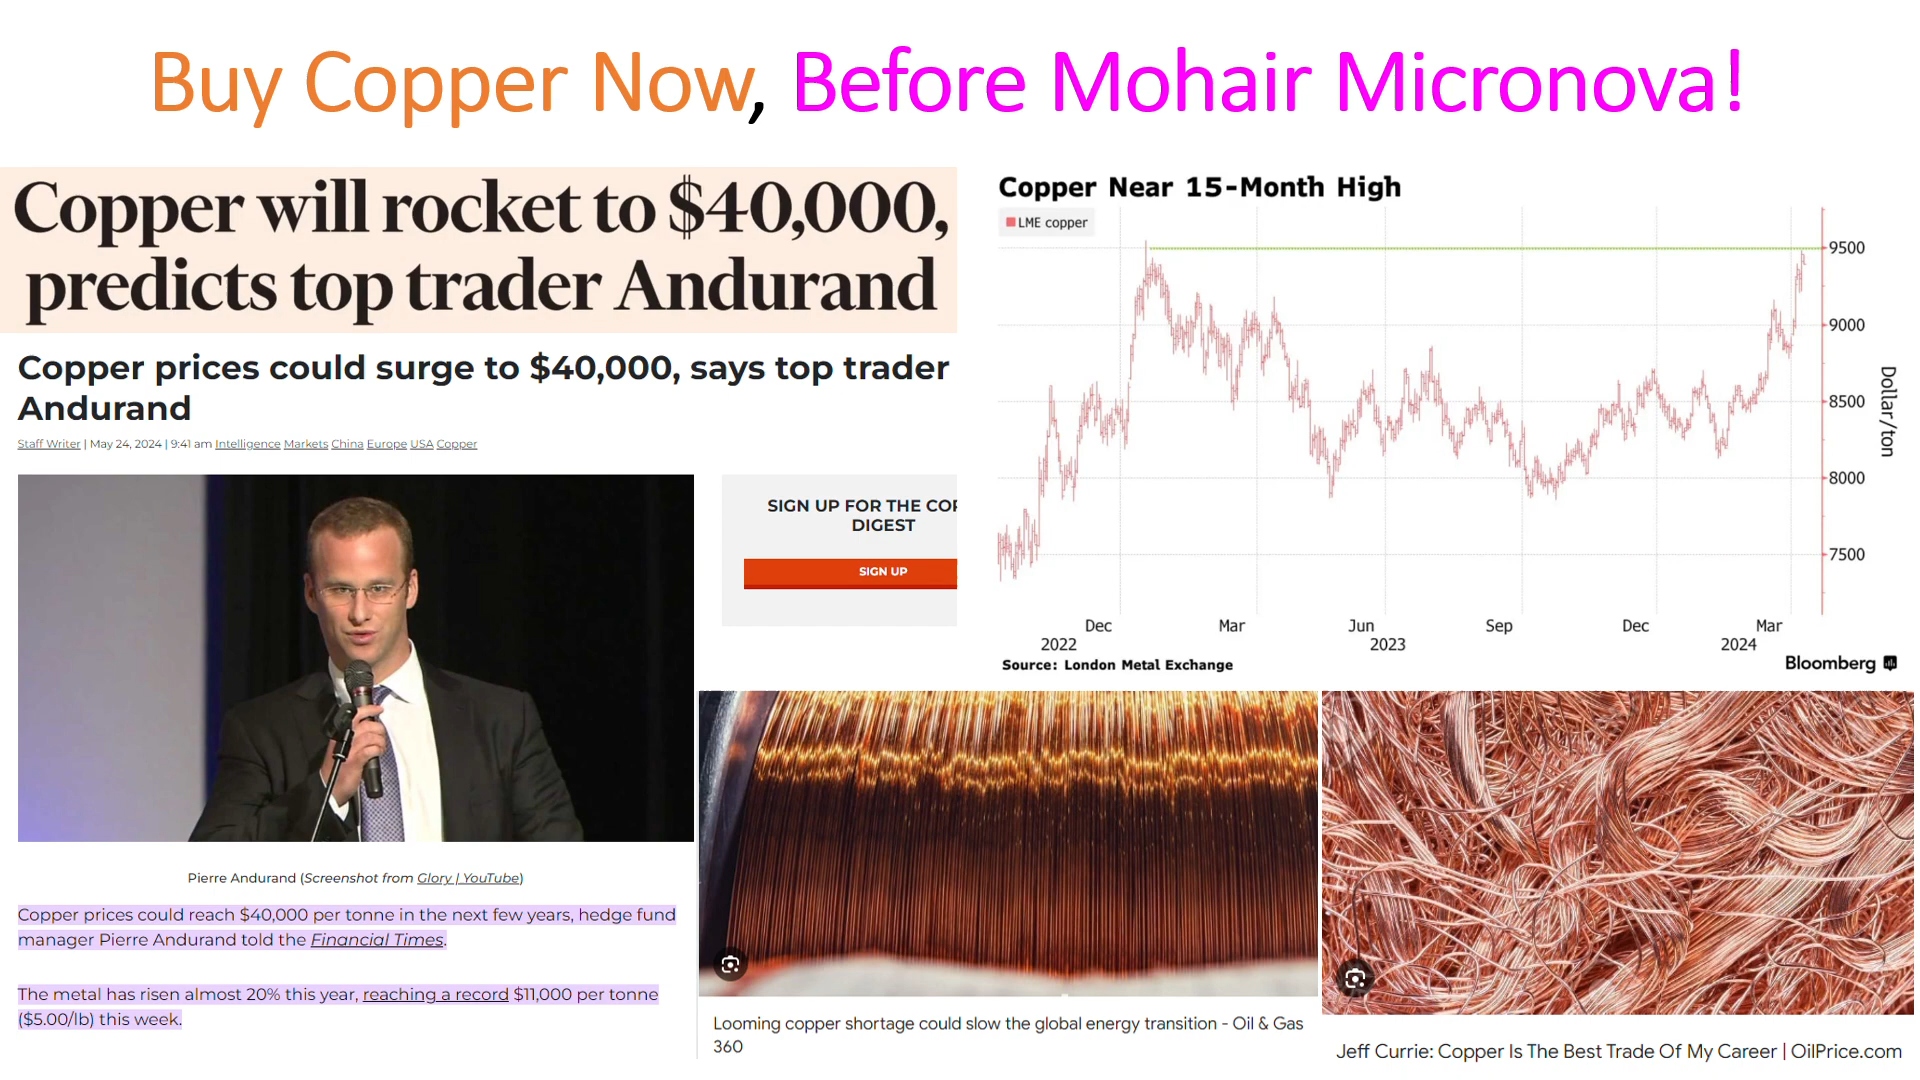 Buy Copper Now, Before Mohair Micronova!
Copper will rocket to $40,000,
predicts top trader Andurand
Copper prices could surge to $40,000, says top trader
Andurand
Staff Writer | May 24, 2024 | 9:41 am Intelligence Markets China Europe USA Copper
SIGN UP FOR THE COP
DIGEST
SIGN UP
Pierre Andurand (Screenshot from Glory | YouTube)
Copper prices could reach $40,000 per tonne in the next few years, hedge fund
manager Pierre Andurand told the Financial Times.
The metal has risen almost 20% this year, reaching a record $11,000 per tonne
($5.00/lb) this week.
Copper Near 15-Month High
LME copper
9500
9000
8500
8000
7500
Dollar/ton
Dec Mar Jun Sep Dec Mar
2022 2023 2024
Source: London Metal Exchange
Bloomberg
Looming copper shortage could slow the global energy transition - Oil & Gas
360
Jeff Currie: Copper Is The Best Trade Of My Career | OilPrice.com